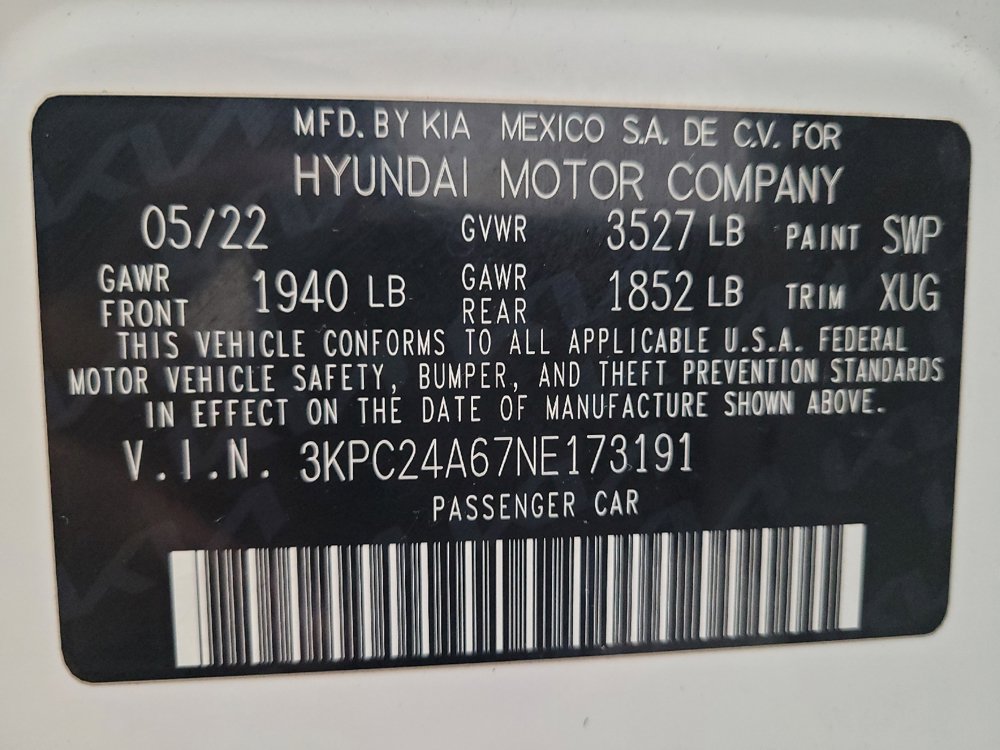 MFD. BY KIA MEXICO S.A. DE C.V. FOR
HYUNDAI MOTOR COMPANY
05/22 GVWR 3527 LB PAINT SWP
GAWR FRONT 1940 LB GAWR REAR 1852 LB TRIM XUG
THIS VEHICLE CONFORMS TO ALL APPLICABLE U.S.A. FEDERAL
MOTOR VEHICLE SAFETY, BUMPER, AND THEFT PREVENTION STANDARDS
IN EFFECT ON THE DATE OF MANUFACTURE SHOWN ABOVE.
V.I.N. 3KPC24A67NE173191
PASSENGER CAR